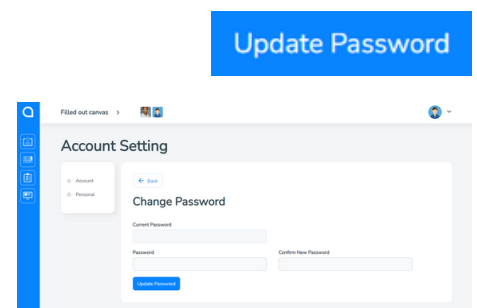 Update Password
Filled out canvas >
Account Setting
Account
Personal
← Back
Change Password
Current Password
Password
Confirm New Password
Update Password